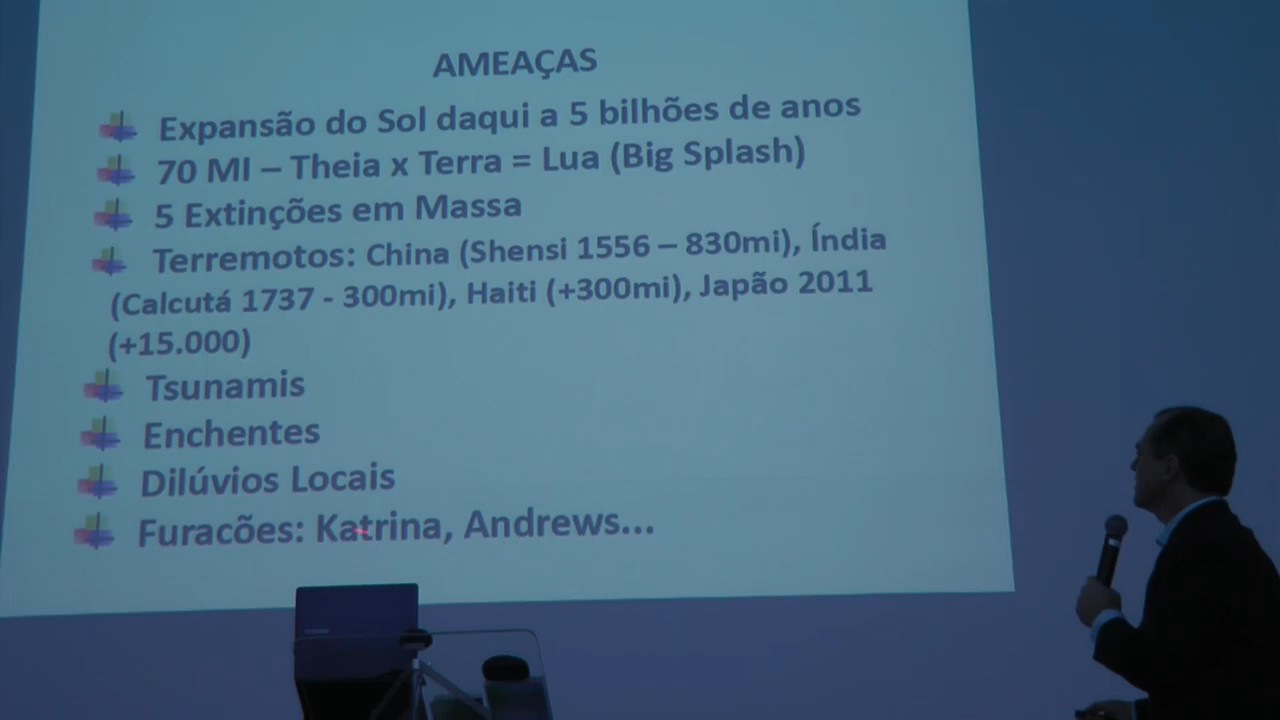 AMEAÇAS
Expansão do Sol daqui a 5 bilhões de anos
70 MI – Theia x Terra = Lua (Big Splash)
5 Extinções em Massa
Terremotos: China (Shensi 1556 – 830mi), Índia
(Calcutá 1737 - 300mi), Haiti (+300mi), Japão 2011
(+15.000)
Tsunamis
Enchentes
Dilúvios Locais
Furacões: Katrina, Andrews...